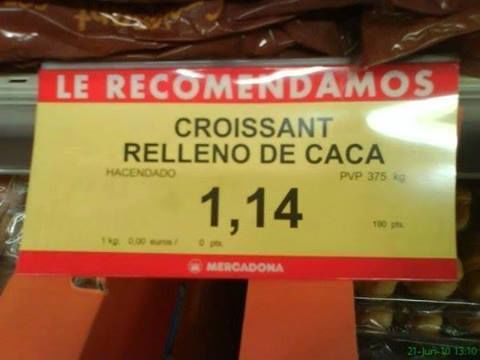 LE RECOMENDAMOS
CROISSANT
RELLENO DE CACA
HACENDADO PVP 375 kg
1,14 190 pts.
1 kg. 0,00 euros / 0 pts.
MERCADONA
21-Jun-10 13:10